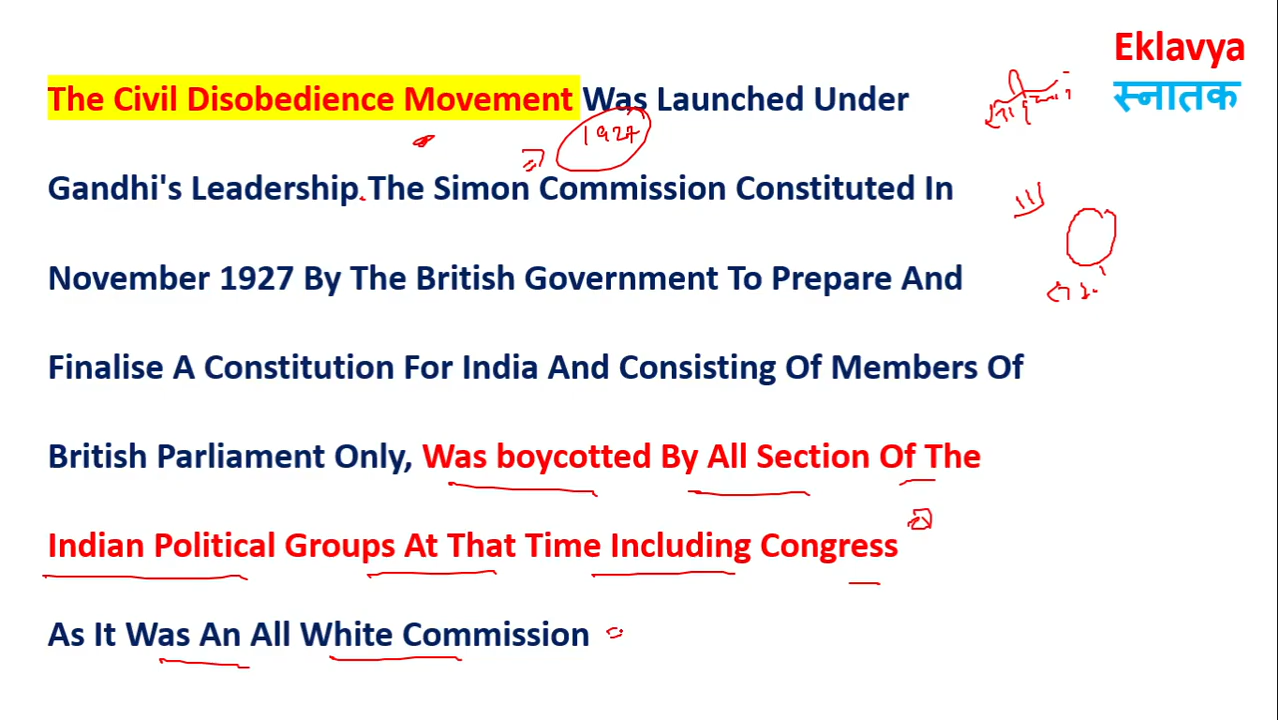 Eklavya
स्नातक
The Civil Disobedience Movement Was Launched Under
1927
Gandhi's Leadership.The Simon Commission Constituted In
November 1927 By The British Government To Prepare And
Finalise A Constitution For India And Consisting Of Members Of
British Parliament Only, Was boycotted By All Section Of The
Indian Political Groups At That Time Including Congress
As It Was An All White Commission